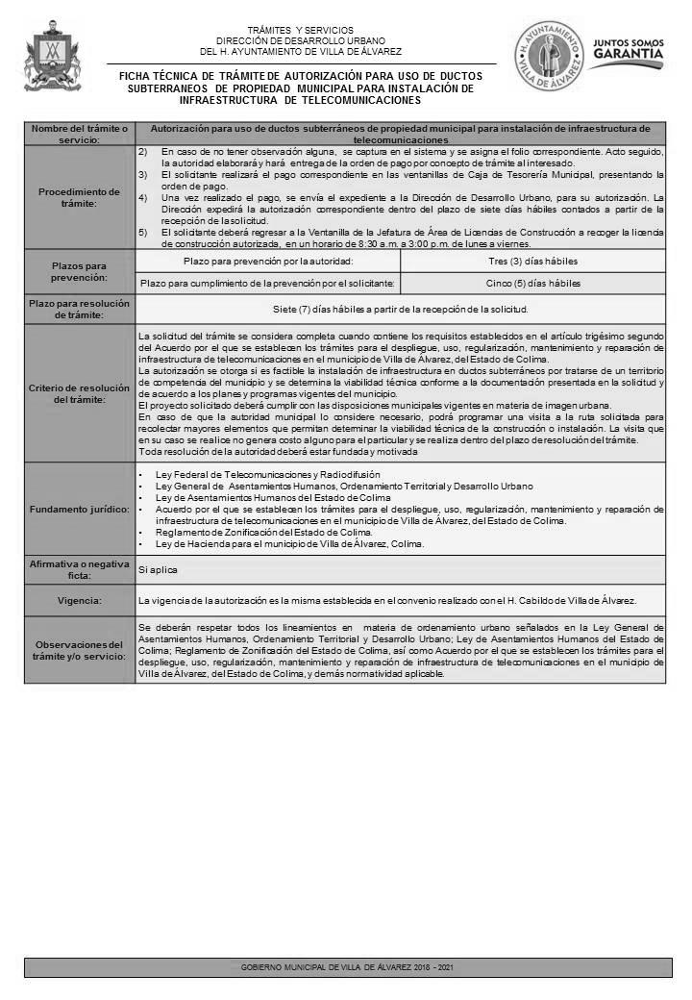 TRÁMITES Y SERVICIOS
DIRECCIÓN DE DESARROLLO URBANO
DEL H. AYUNTAMIENTO DE VILLA DE ÁLVAREZ
FICHA TÉCNICA DE TRÁMITE DE AUTORIZACIÓN PARA USO DE DUCTOS
SUBTERRANEOS DE PROPIEDAD MUNICIPAL PARA INSTALACIÓN DE
INFRAESTRUCTURA DE TELECOMUNICACIONES
H. AYUNTAMIENTO
VILLA DE ÁLVAREZ
JUNTOS SOMOS
GARANTÍA
Nombre del trámite o
servicio:
Autorización para uso de ductos subterráneos de propiedad municipal para instalación de infraestructura de
telecomunicaciones
Procedimiento de
trámite:
2) En caso de no tener observación alguna, se captura en el sistema y se asigna el folio correspondiente. Acto seguido,
la autoridad elaborará y hará entrega de la orden de pago por concepto de trámite al interesado.
3) El solicitante realizará el pago correspondiente en las ventanillas de Caja de Tesorería Municipal, presentando la
orden de pago.
4) Una vez realizado el pago, se envía el expediente a la Dirección de Desarrollo Urbano, para su autorización. La
Dirección expedirá la autorización correspondiente dentro del plazo de siete días hábiles contados a partir de la
recepción de la solicitud.
5) El solicitante deberá regresar a la Ventanilla de la Jefatura de Área de Licencias de Construcción a recoger la licencia
de construcción autorizada, en un horario de 8:30 a.m. a 3:00 p.m. de lunes a viernes.
Plazos para
prevención:
Plazo para prevención por la autoridad:
Tres (3) días hábiles
Plazo para cumplimiento de la prevención por el solicitante:
Cinco (5) días hábiles
Plazo para resolución
de trámite:
Siete (7) días hábiles a partir de la recepción de la solicitud.
Criterio de resolución
del trámite:
La solicitud del trámite se considera completa cuando contiene los requisitos establecidos en el artículo trigésimo segundo
del Acuerdo por el que se establecen los trámites para el despliegue, uso, regularización, mantenimiento y reparación de
infraestructura de telecomunicaciones en el municipio de Villa de Álvarez, del Estado de Colima.
La autorización se otorga si es factible la instalación de infraestructura en ductos subterráneos por tratarse de un territorio
de competencia del municipio y se determina la viabilidad técnica conforme a la documentación presentada en la solicitud y
de acuerdo a los planes y programas vigentes del municipio.
El proyecto solicitado deberá cumplir con las disposiciones municipales vigentes en materia de imagen urbana.
En caso de que la autoridad municipal lo considere necesario, podrá programar una visita a la ruta solicitada para
recolectar mayores elementos que permitan determinar la viabilidad técnica de la construcción o instalación. La visita que
en su caso se realice no genera costo alguno para el particular y se realiza dentro del plazo de resolución del trámite.
Toda resolución de la autoridad deberá estar fundada y motivada
Fundamento jurídico:
• Ley Federal de Telecomunicaciones y Radiodifusión
• Ley General de Asentamientos Humanos, Ordenamiento Territorial y Desarrollo Urbano
• Ley de Asentamientos Humanos del Estado de Colima
• Acuerdo por el que se establecen los trámites para el despliegue, uso, regularización, mantenimiento y reparación de
infraestructura de telecomunicaciones en el municipio de Villa de Álvarez, del Estado de Colima.
• Reglamento de Zonificación del Estado de Colima.
• Ley de Hacienda para el municipio de Villa de Álvarez, Colima.
Afirmativa o negativa
ficta:
Si aplica
Vigencia:
La vigencia de la autorización es la misma establecida en el convenio realizado con el H. Cabildo de Villa de Álvarez.
Observaciones del
trámite y/o servicio:
Se deberán respetar todos los lineamientos en materia de ordenamiento urbano señalados en la Ley General de
Asentamientos Humanos, Ordenamiento Territorial y Desarrollo Urbano; Ley de Asentamientos Humanos del Estado de
Colima; Reglamento de Zonificación del Estado de Colima, así como Acuerdo por el que se establecen los trámites para el
despliegue, uso, regularización, mantenimiento y reparación de infraestructura de telecomunicaciones en el municipio de
Villa de Álvarez, del Estado de Colima, y demás normatividad aplicable.
GOBIERNO MUNICIPAL DE VILLA DE ÁLVAREZ 2018 - 2021